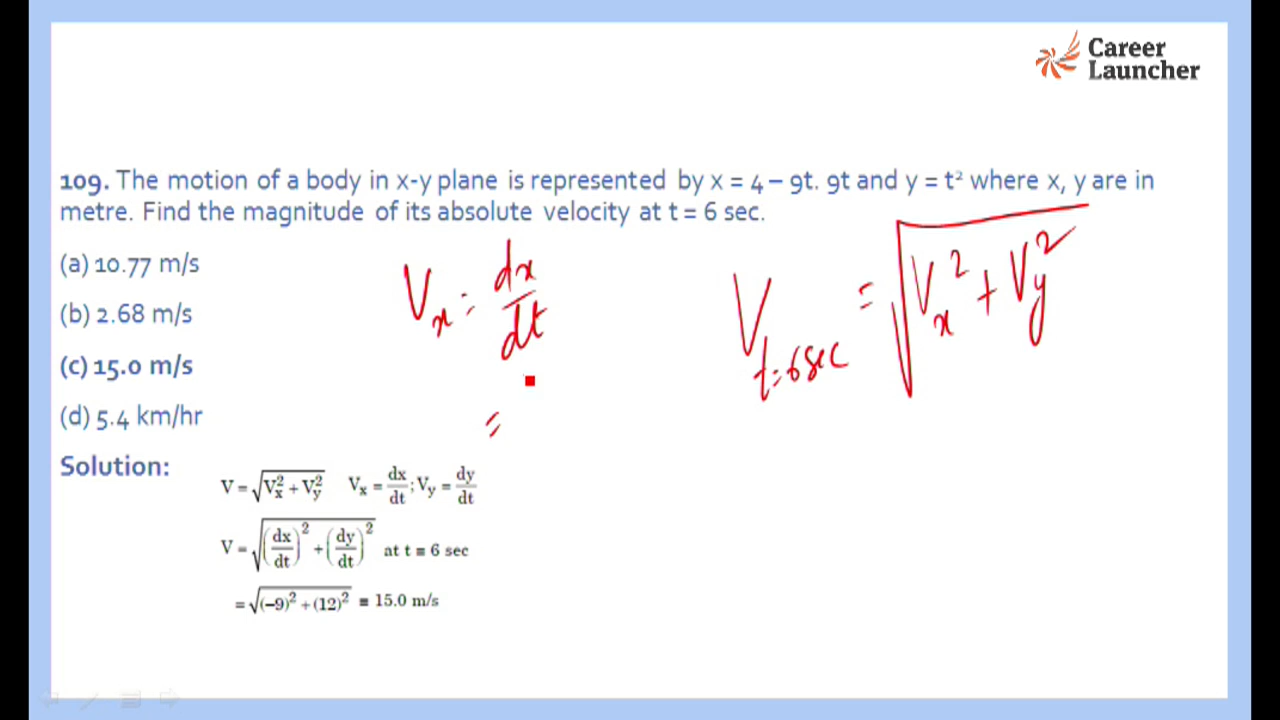 Career
Launcher
109. The motion of a body in x-y plane is represented by x = 4 – 9t. 9t and y = t² where x, y are in
metre. Find the magnitude of its absolute velocity at t = 6 sec.
(a) 10.77 m/s
(b) 2.68 m/s
(c) 15.0 m/s
(d) 5.4 km/hr
Vx = dx/dt
=
V t=6sec = √(Vx² + Vy²)
Solution:
V = √(Vx² + Vy²) Vx = dx/dt ; Vy = dy/dt
V = √((dx/dt)² + (dy/dt)²) at t = 6 sec
= √((–9)² + (12)²) = 15.0 m/s